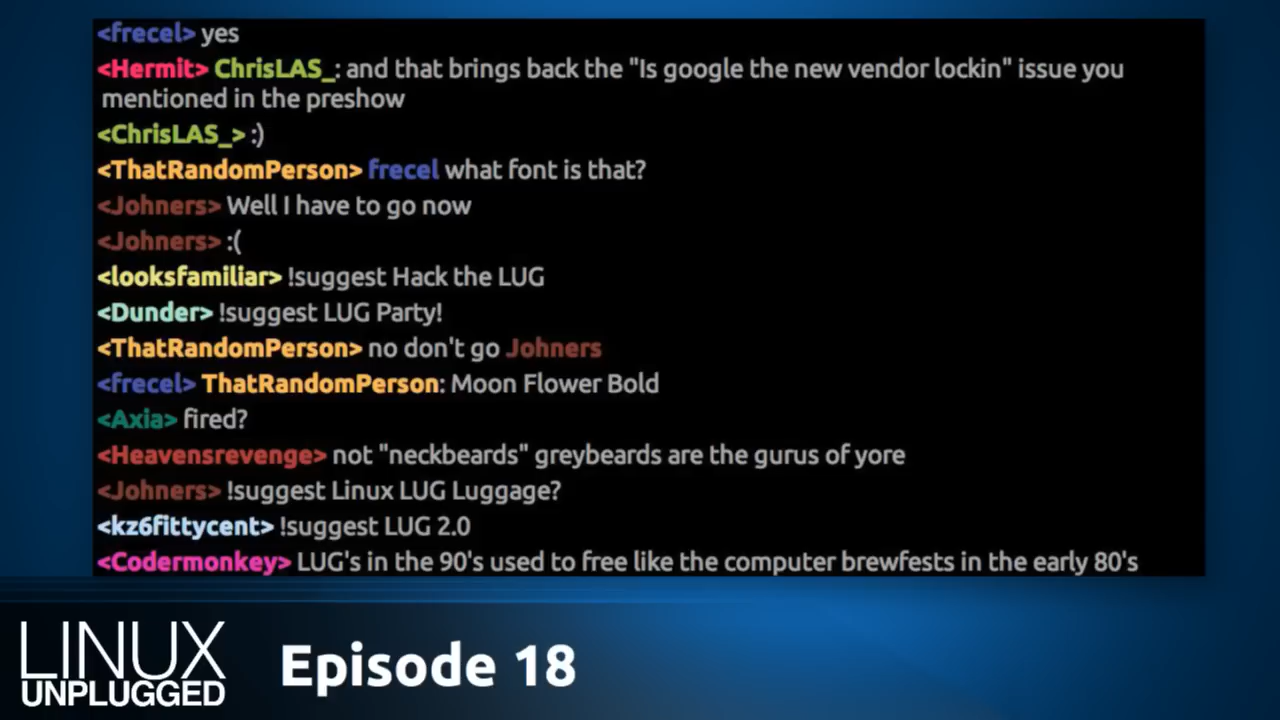 <frecel> yes
<Hermit> ChrisLAS_: and that brings back the "Is google the new vendor lockin" issue you
mentioned in the preshow
<ChrisLAS_> :)
<ThatRandomPerson> frecel what font is that?
<Johners> Well I have to go now
<Johners> :(
<looksfamiliar> !suggest Hack the LUG
<Dunder> !suggest LUG Party!
<ThatRandomPerson> no don't go Johners
<frecel> ThatRandomPerson: Moon Flower Bold
<Axia> fired?
<Heavensrevenge> not "neckbeards" greybeards are the gurus of yore
<Johners> !suggest Linux LUG Luggage?
<kz6fittycent> !suggest LUG 2.0
<Codermonkey> LUG's in the 90's used to free like the computer brewfests in the early 80's
LINUX
UNPLUGGED
Episode 18